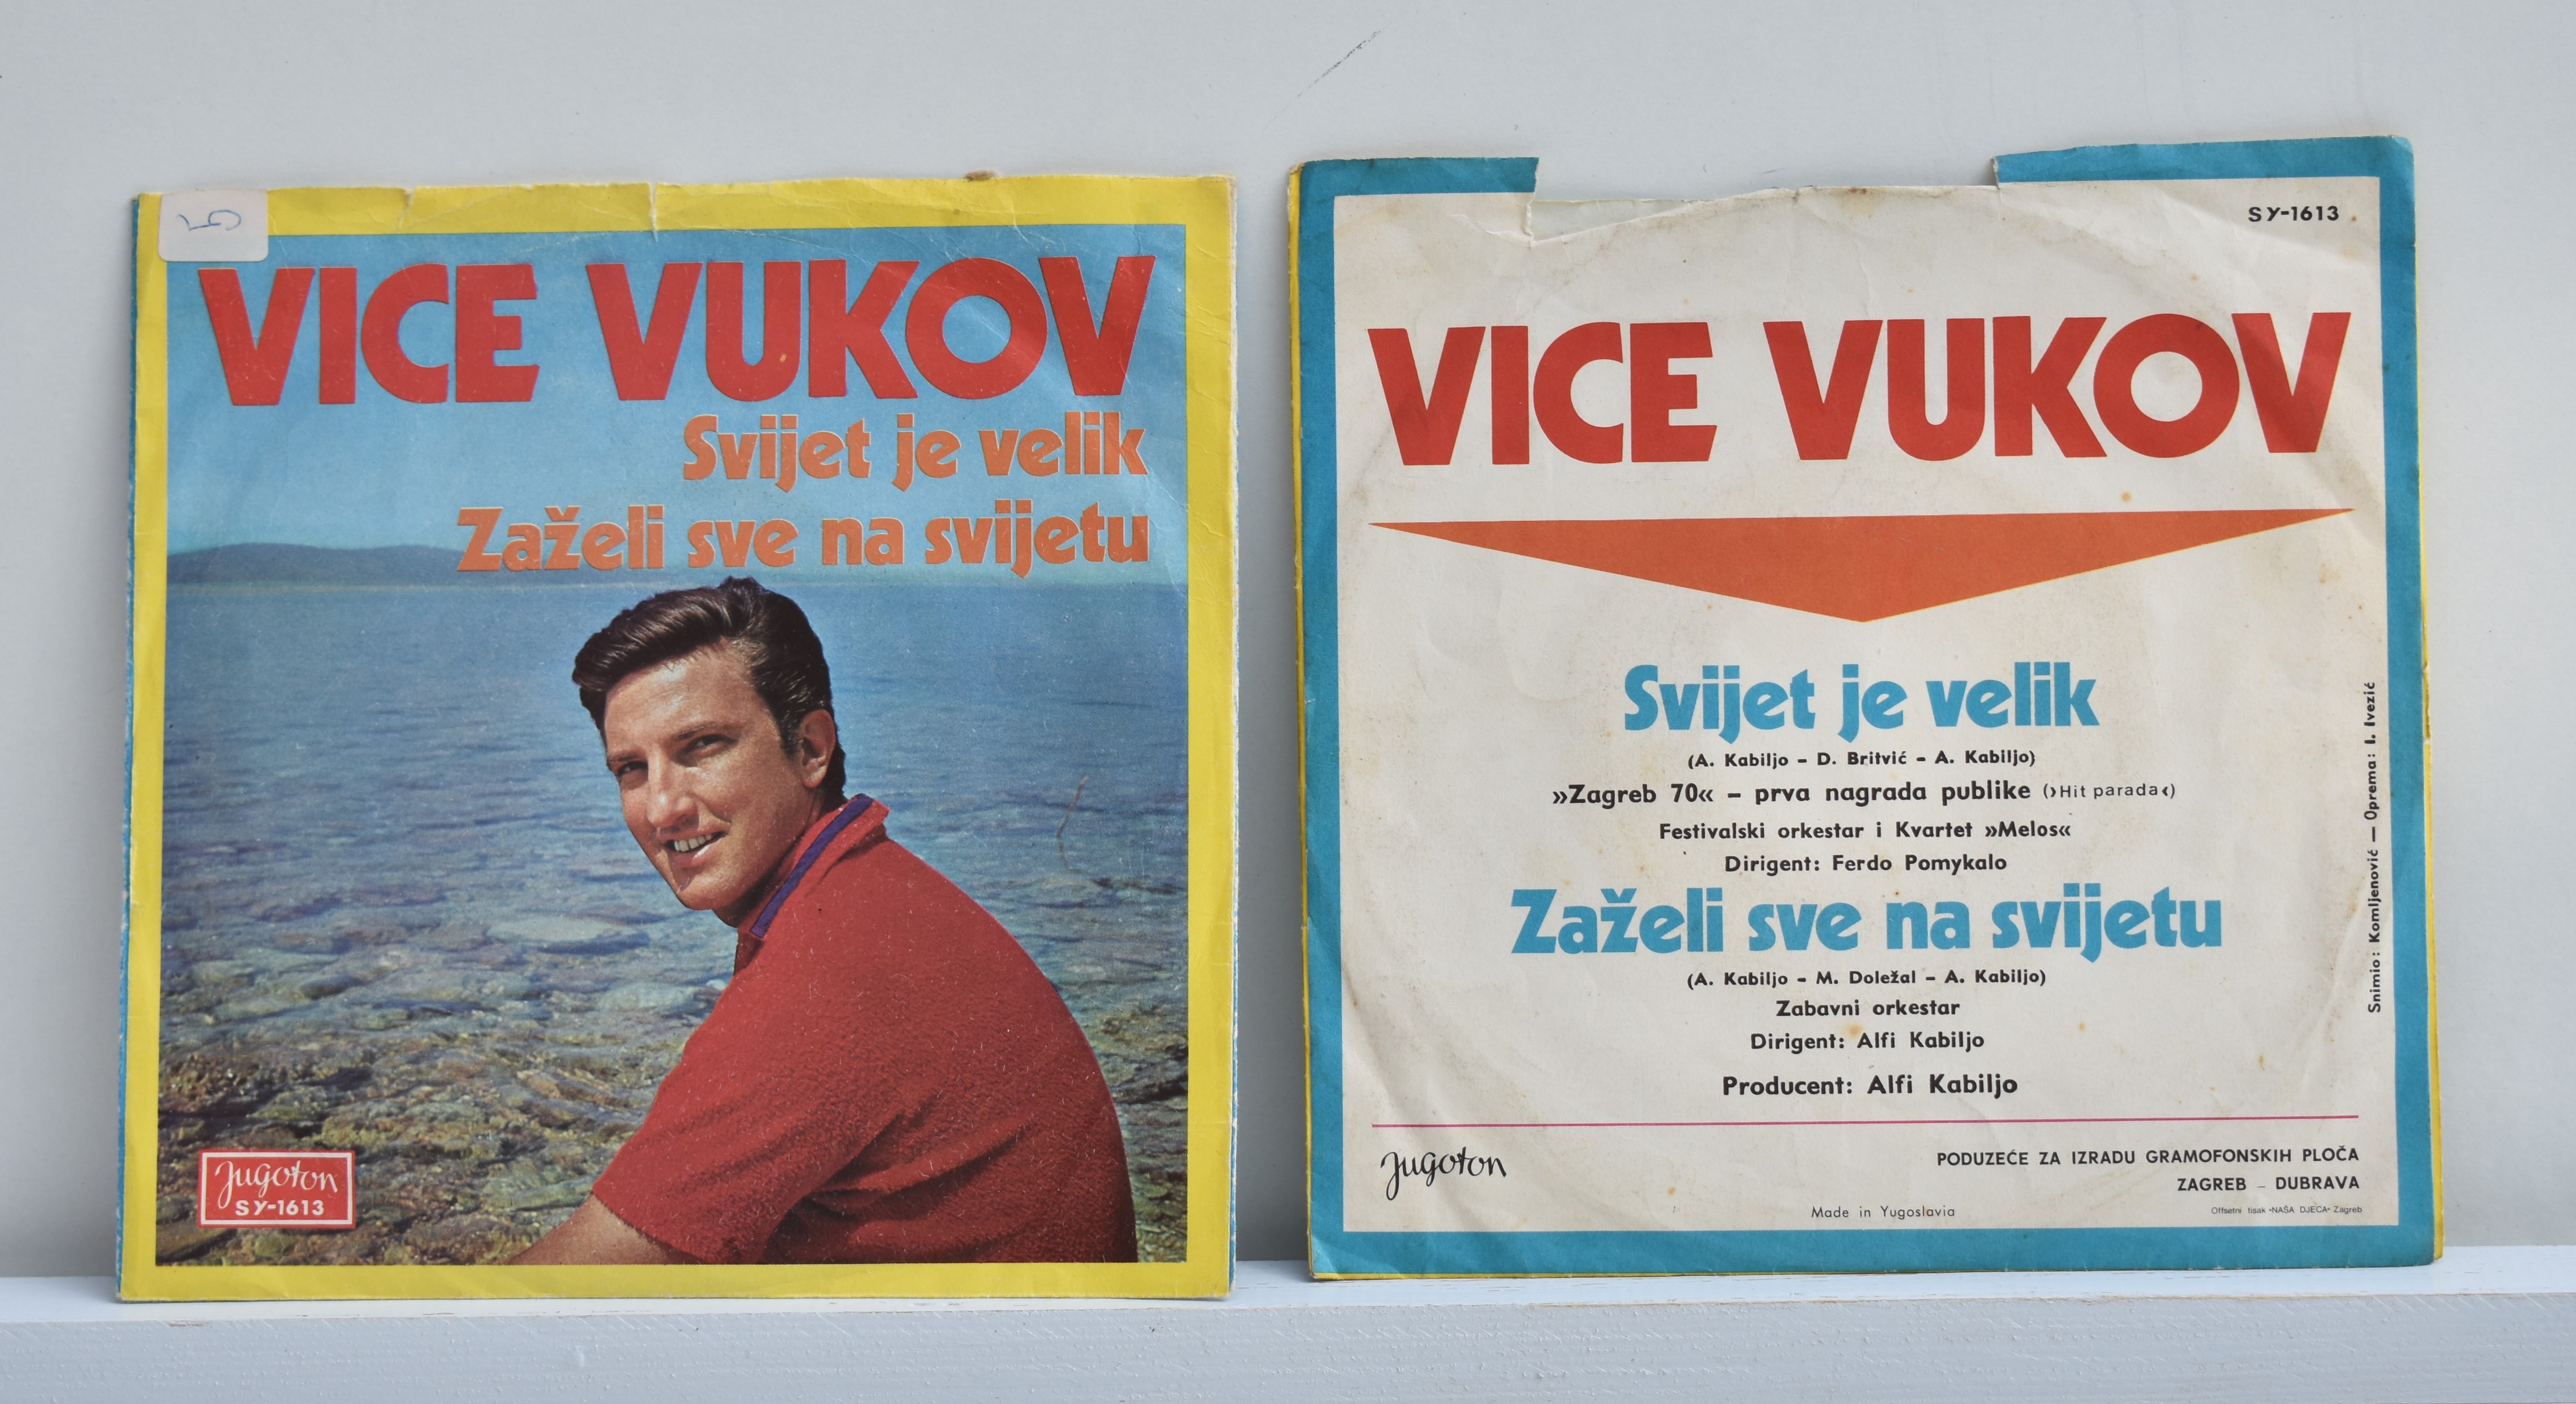 VICE VUKOV
Svijet je velik
Zaželi sve na svijetu
Jugoton
SY-1613
SY-1613
VICE VUKOV
Svijet je velik
(A. Kabiljo - D. Britvić - A. Kabiljo)
»Zagreb 70« - prva nagrada publike (›Hit parada‹)
Festivalski orkestar i Kvartet »Melos«
Dirigent: Ferdo Pomykalo
Zaželi sve na svijetu
(A. Kabiljo - M. Doležal - A. Kabiljo)
Zabavni orkestar
Dirigent: Alfi Kabiljo
Producent: Alfi Kabiljo
Snimio: Komljenović — Oprema: I. Ivezić
Jugoton
PODUZEĆE ZA IZRADU GRAMOFONSKIH PLOČA
ZAGREB - DUBRAVA
Made in Yugoslavia
Offsetni tisak •NAŠA DJECA• Zagreb